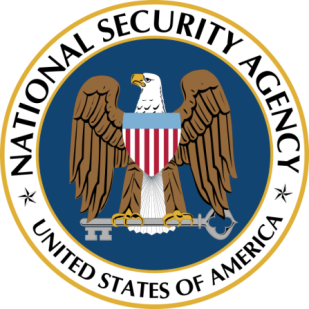 NATIONAL SECURITY AGENCY
UNITED STATES OF AMERICA